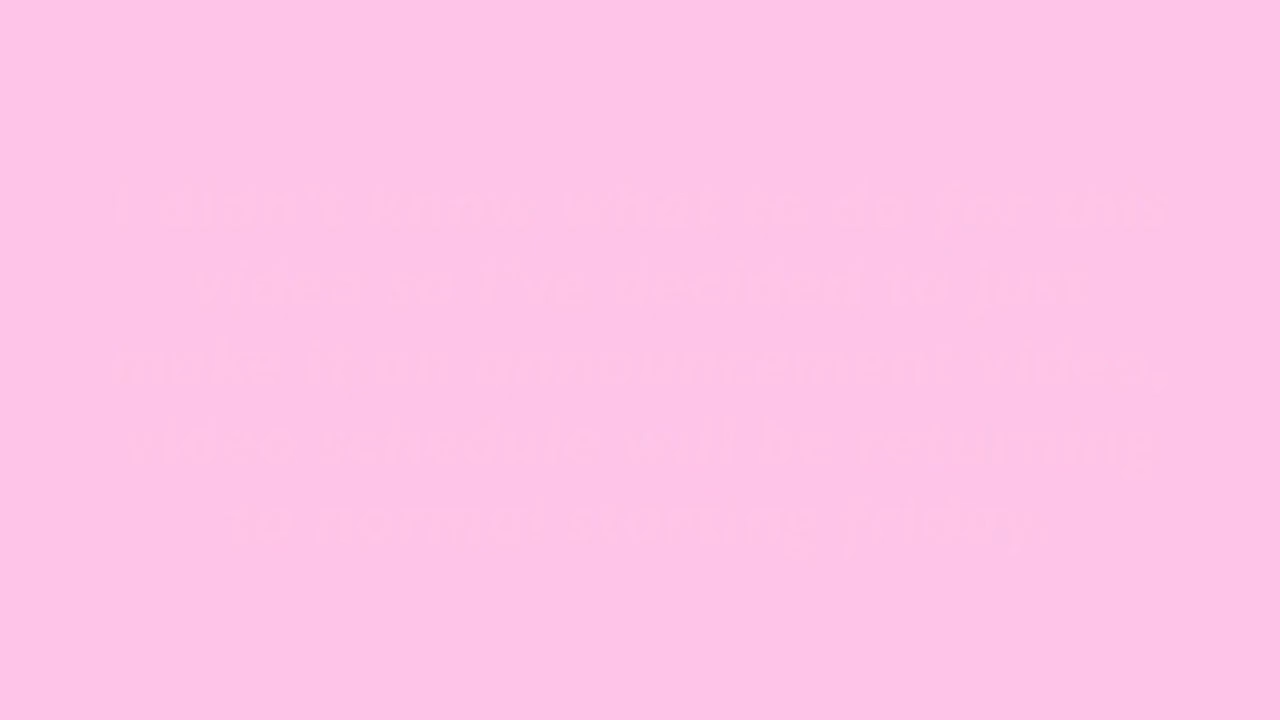 I didn't know what to do for this
video so I've decided to just
make it an announcement video,
video schedule will be returning
to normal starting friday.